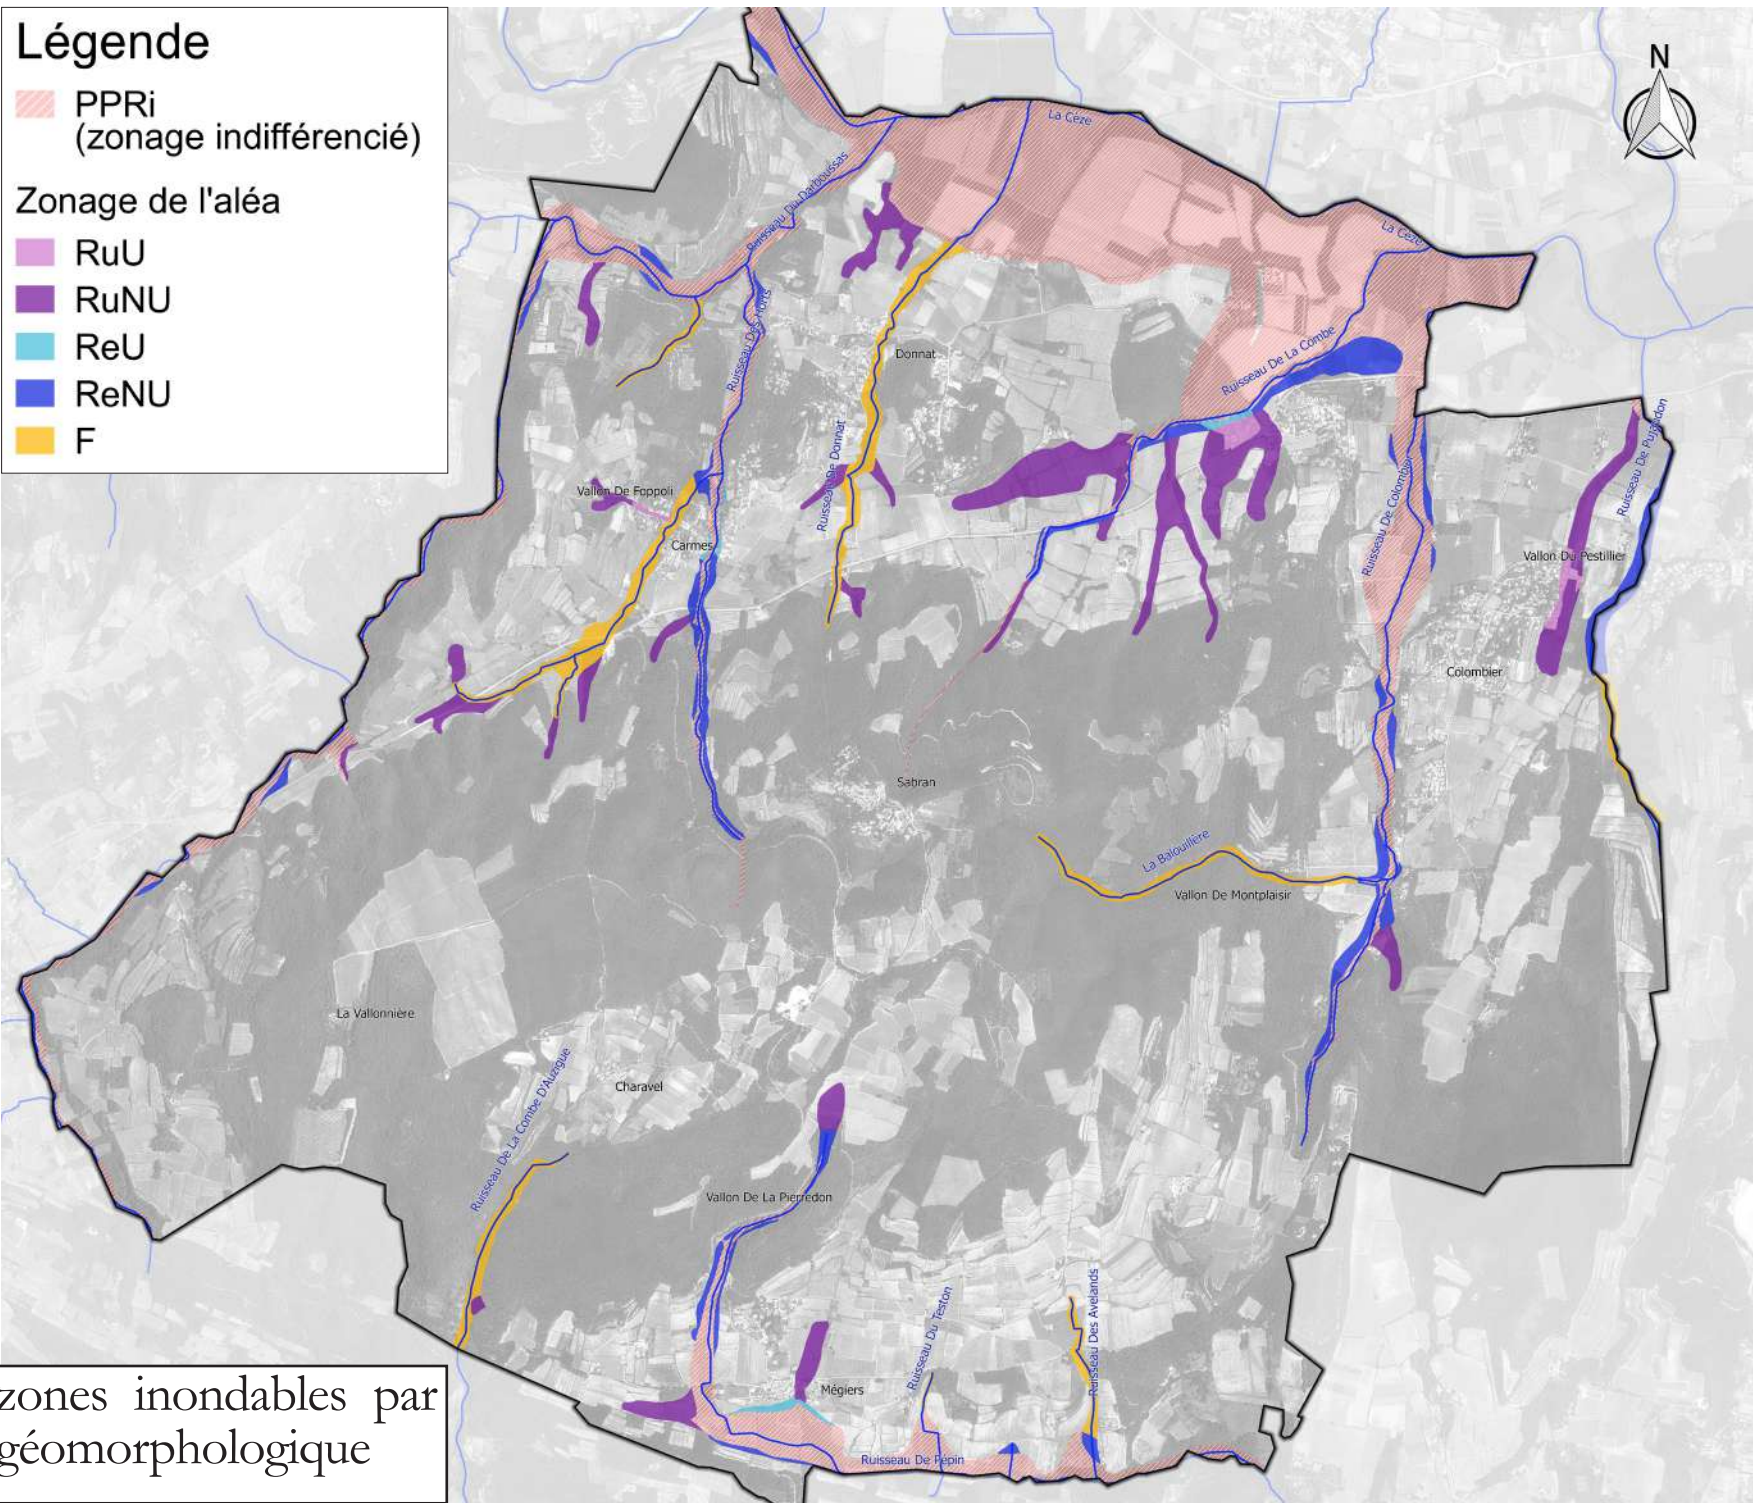 Légende
PPRi
(zonage indifférencié)
Zonage de l'aléa
RuU
RuNU
ReU
ReNU
F
N
La Cèze
La Cèze
Ruisseau Du Darboussas
Ruisseau Des Horts
Donnat
Ruisseau De La Combe
Ruisseau De Pujaudon
Ruisseau De Donnat
Vallon De Foppoli
Ruisseau De Colombier
Carmes
Vallon Du Pestillier
Colombier
Sabran
La Balouillère
Vallon De Montplaisir
La Vallonnière
Ruisseau De La Combe D'Auzigue
Charavel
Vallon De La Pierredon
Ruisseau Du Teston
Ruisseau Des Avelands
Mégiers
Ruisseau De Pépin
zones inondables par
géomorphologique